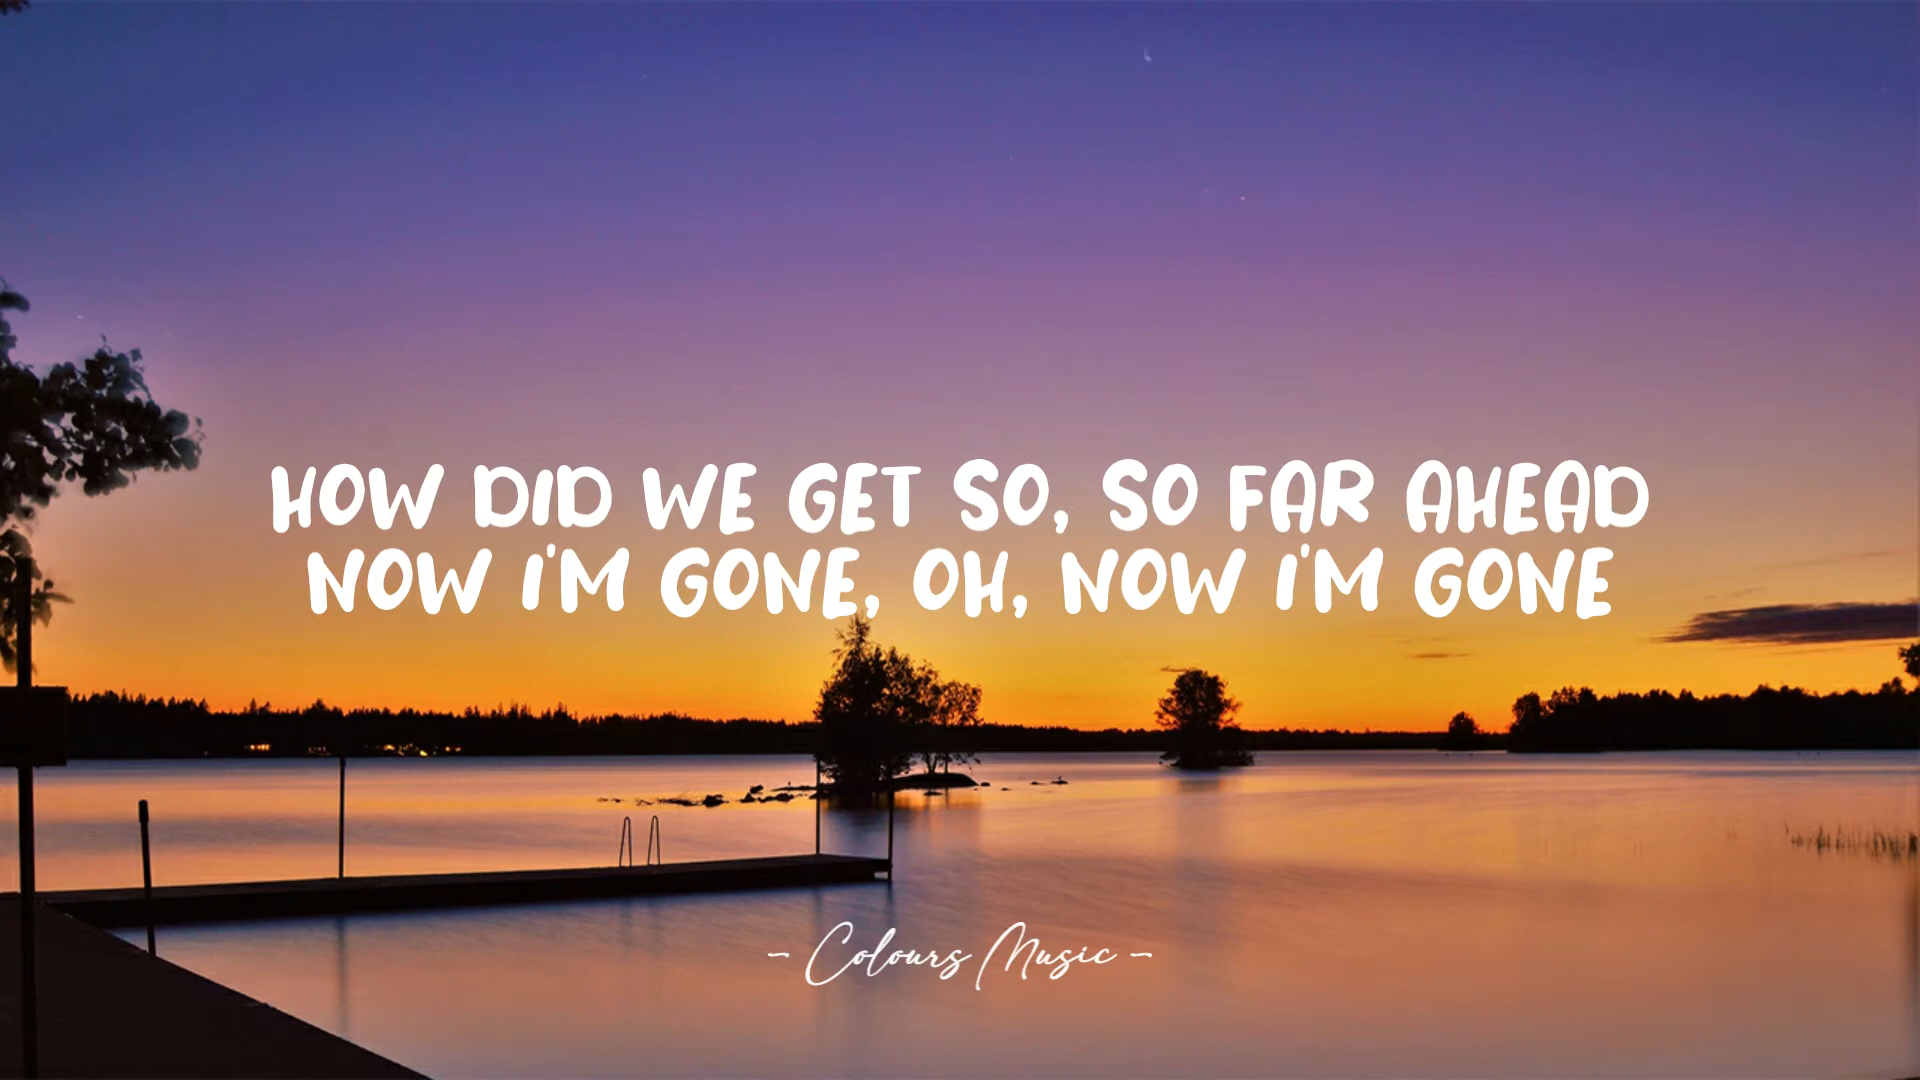 HOW DID WE GET SO, SO FAR AHEAD
NOW I'M GONE, OH, NOW I'M GONE
- Colours Music -